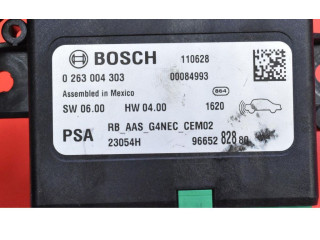 BOSCH 110628
0 263 004 303 00084993
Assembled in Mexico 864
SW 06.00 HW 04.00 1620
PSA RB_AAS_G4NEC_CEM02
23054H 96652 828 80